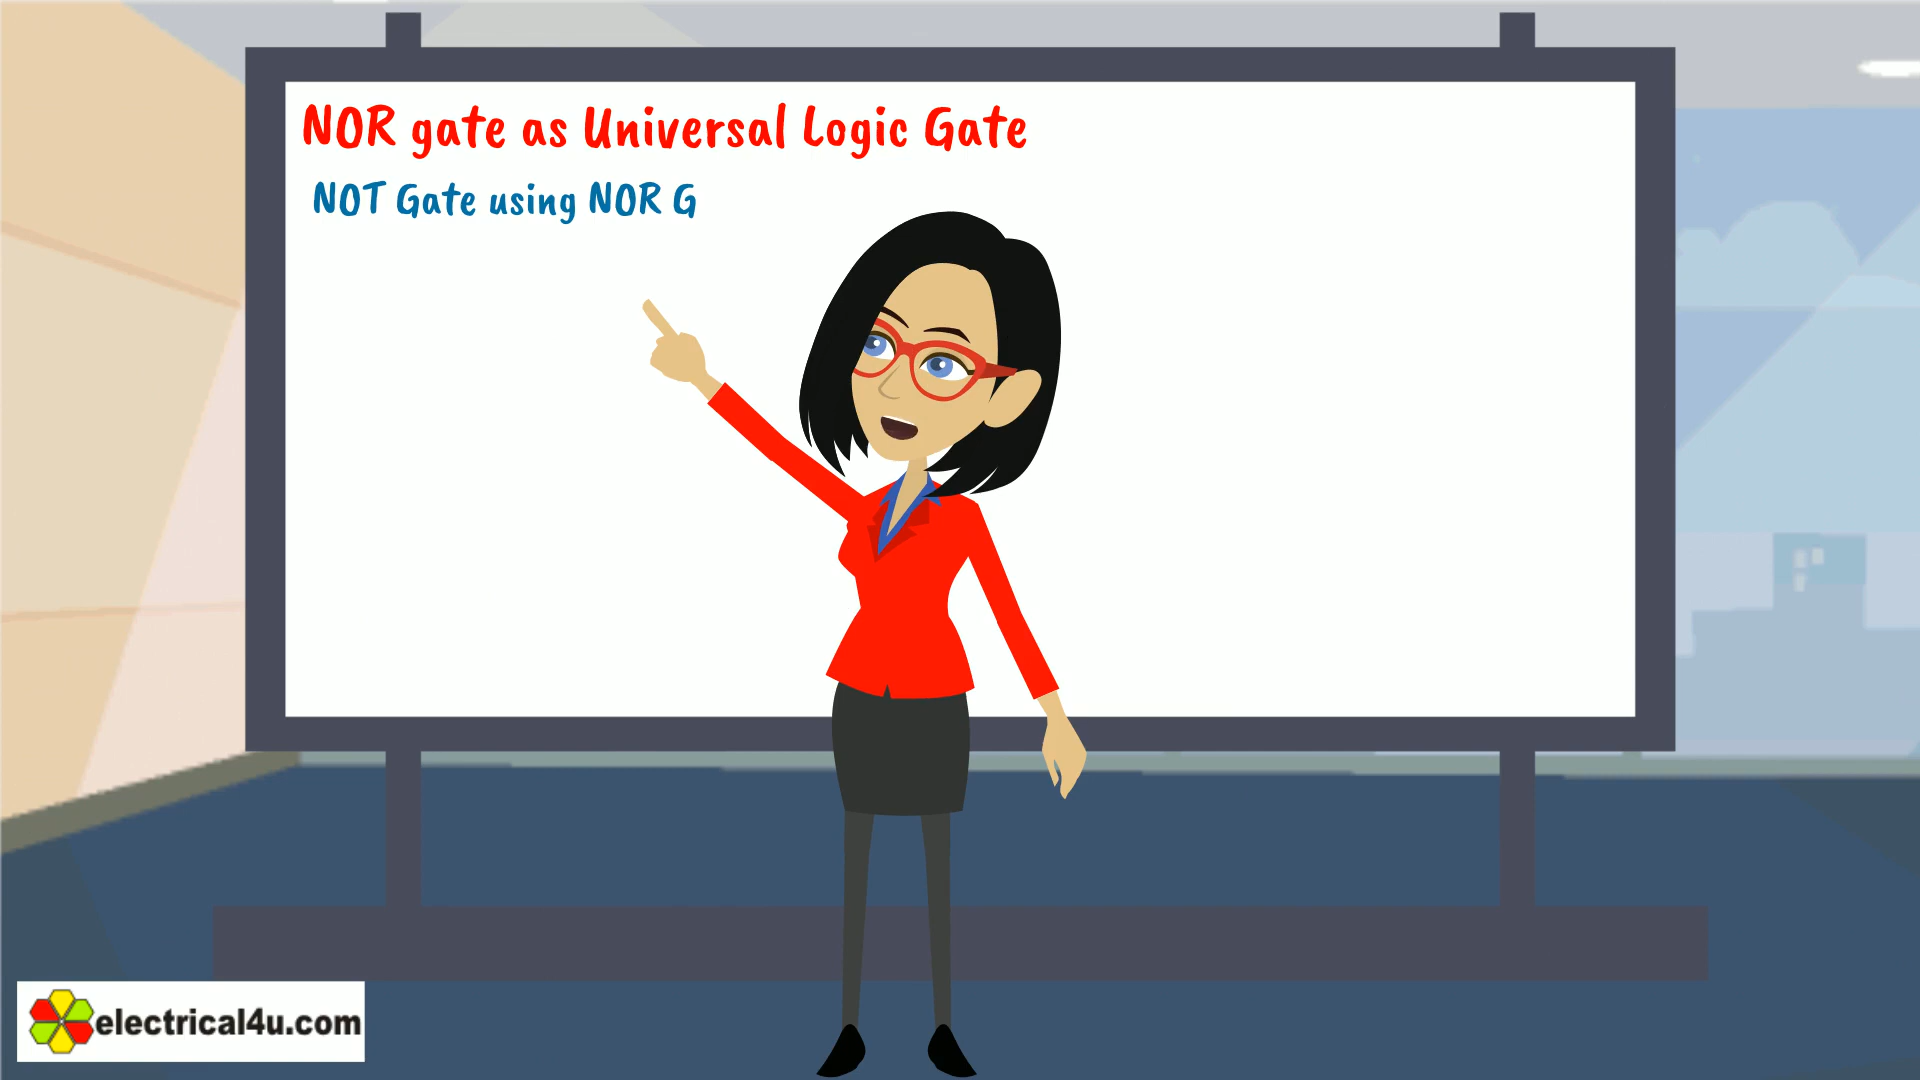 NOR gate as Universal Logic Gate
NOT Gate using NOR G
electrical4u.com